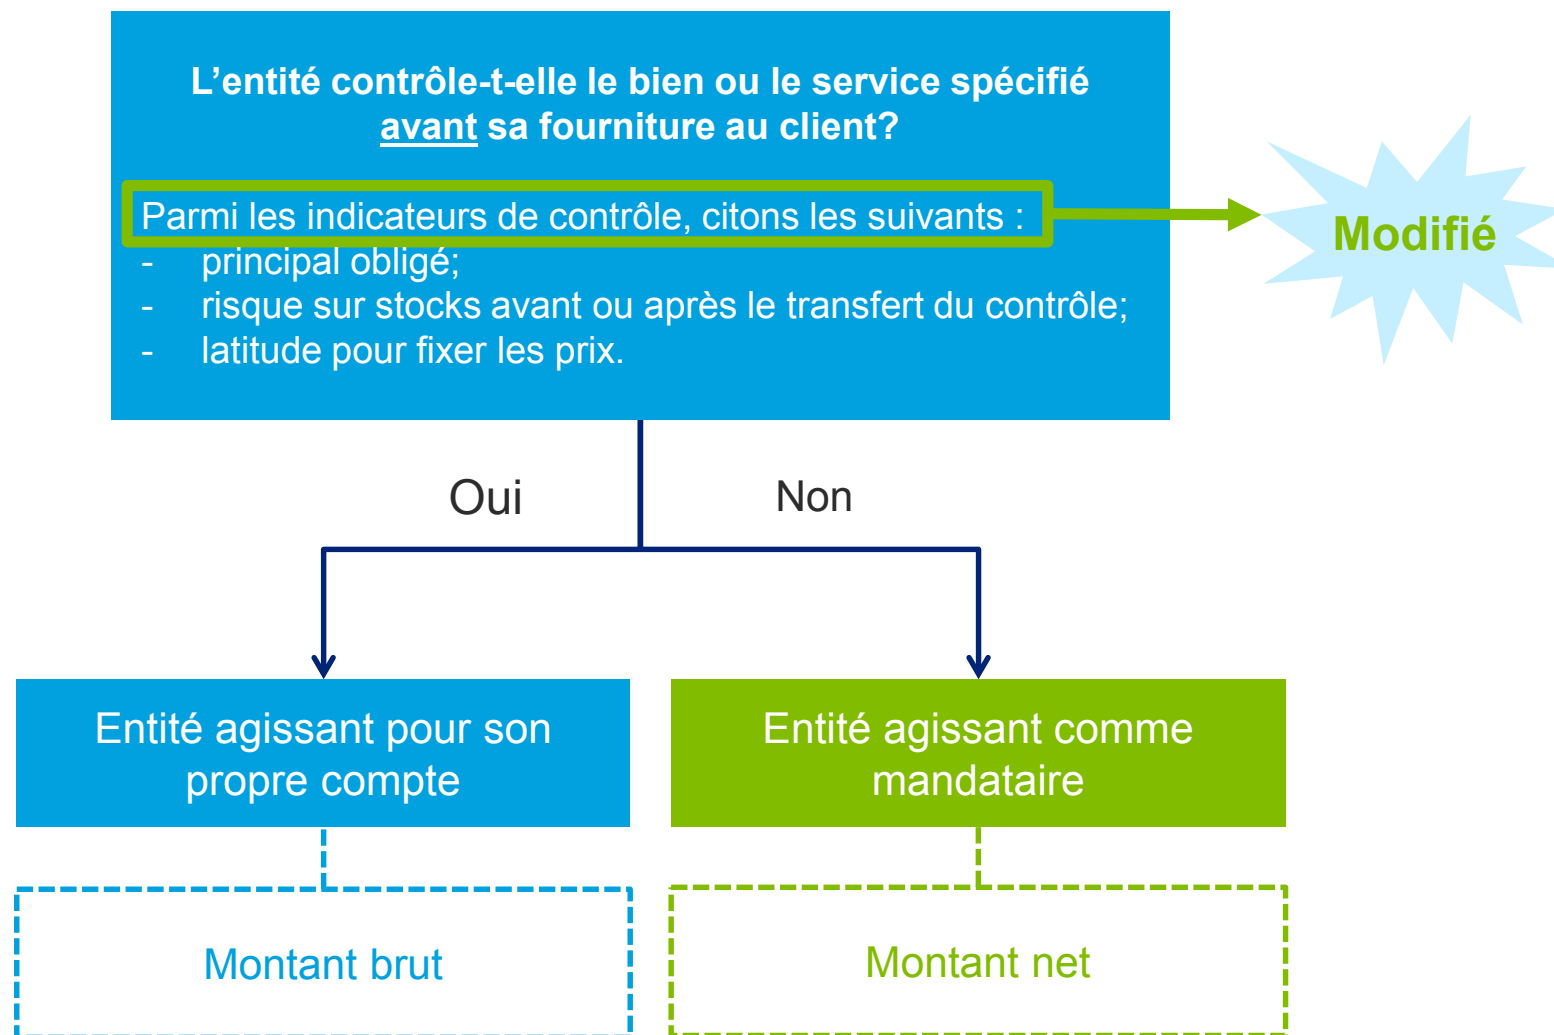 L’entité contrôle-t-elle le bien ou le service spécifié
avant sa fourniture au client?
Parmi les indicateurs de contrôle, citons les suivants :
- principal obligé;
- risque sur stocks avant ou après le transfert du contrôle;
- latitude pour fixer les prix.
Modifié
Oui
Non
Entité agissant pour son
propre compte
Entité agissant comme
mandataire
Montant brut
Montant net